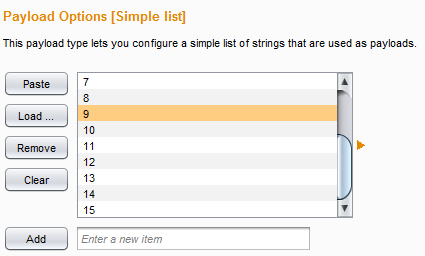 Payload Options [Simple list]
This payload type lets you configure a simple list of strings that are used as payloads.
Paste
Load ...
Remove
Clear
7
8
9
10
11
12
13
14
15
Add
Enter a new item